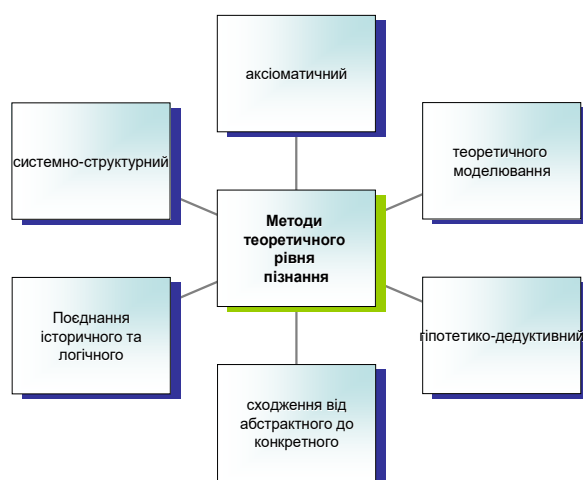 аксіоматичний
системно-структурний
теоретичного
моделювання
Методи
теоретичного
рівня
пізнання
Поєднання
історичного та
логічного
гіпотетико-дедуктивний
сходження від
абстрактного до
конкретного